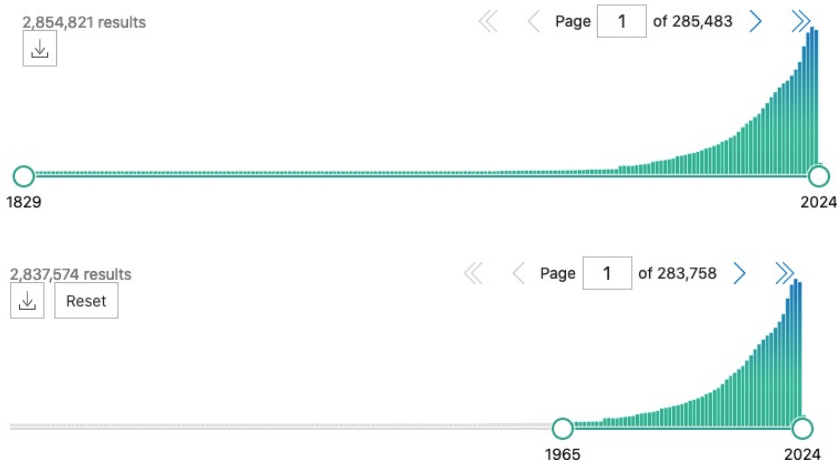 2,854,821 results
Page 1 of 285,483
1829
2024
2,837,574 results
Page 1 of 283,758
Reset
1965
2024